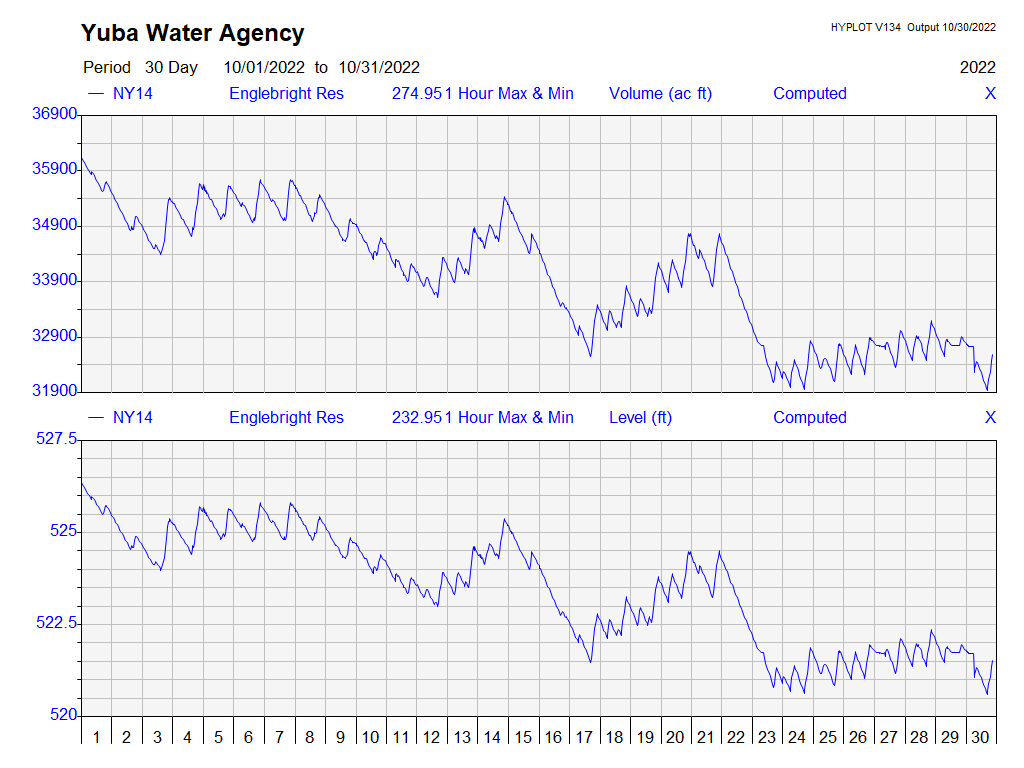 Yuba Water Agency
HYPLOT V134 Output 10/30/2022
Period 30 Day 10/01/2022 to 10/31/2022 2022
NY14 Englebright Res 274.951 Hour Max & Min Volume (ac ft) Computed X
36900
35900
34900
33900
32900
31900
NY14 Englebright Res 232.951 Hour Max & Min Level (ft) Computed X
527.5
525
522.5
520
1 2 3 4 5 6 7 8 9 10 11 12 13 14 15 16 17 18 19 20 21 22 23 24 25 26 27 28 29 30